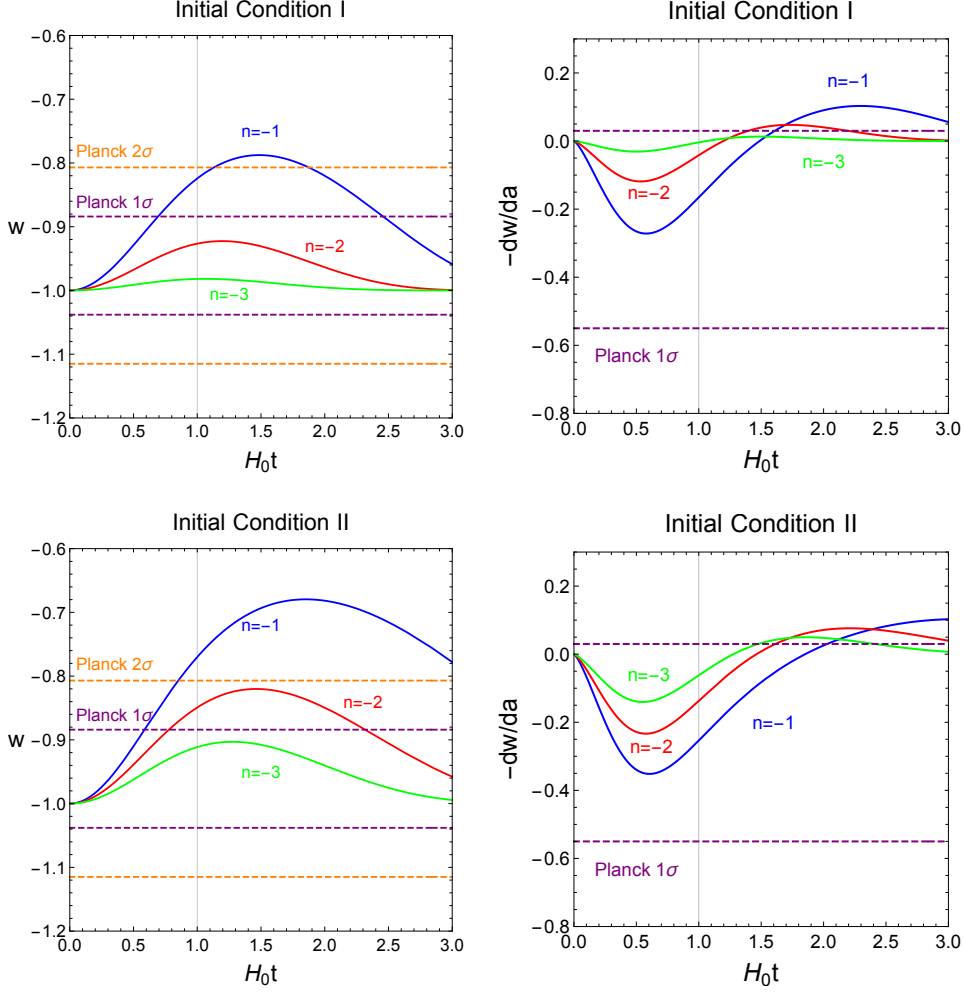 Initial Condition I
−0.6
−0.7
−0.8
−0.9
−1.0
−1.1
−1.2
w
n=−1
Planck 2σ
Planck 1σ
n=−2
n=−3
0.0 0.5 1.0 1.5 2.0 2.5 3.0
H₀t
Initial Condition I
0.2
0.0
−0.2
−0.4
−0.6
−0.8
−dw/da
n=−1
n=−3
n=−2
Planck 1σ
0.0 0.5 1.0 1.5 2.0 2.5 3.0
H₀t
Initial Condition II
−0.6
−0.7
−0.8
−0.9
−1.0
−1.1
−1.2
w
n=−1
Planck 2σ
n=−2
Planck 1σ
n=−3
0.0 0.5 1.0 1.5 2.0 2.5 3.0
H₀t
Initial Condition II
0.2
0.0
−0.2
−0.4
−0.6
−0.8
−dw/da
n=−3
n=−1
n=−2
Planck 1σ
0.0 0.5 1.0 1.5 2.0 2.5 3.0
H₀t